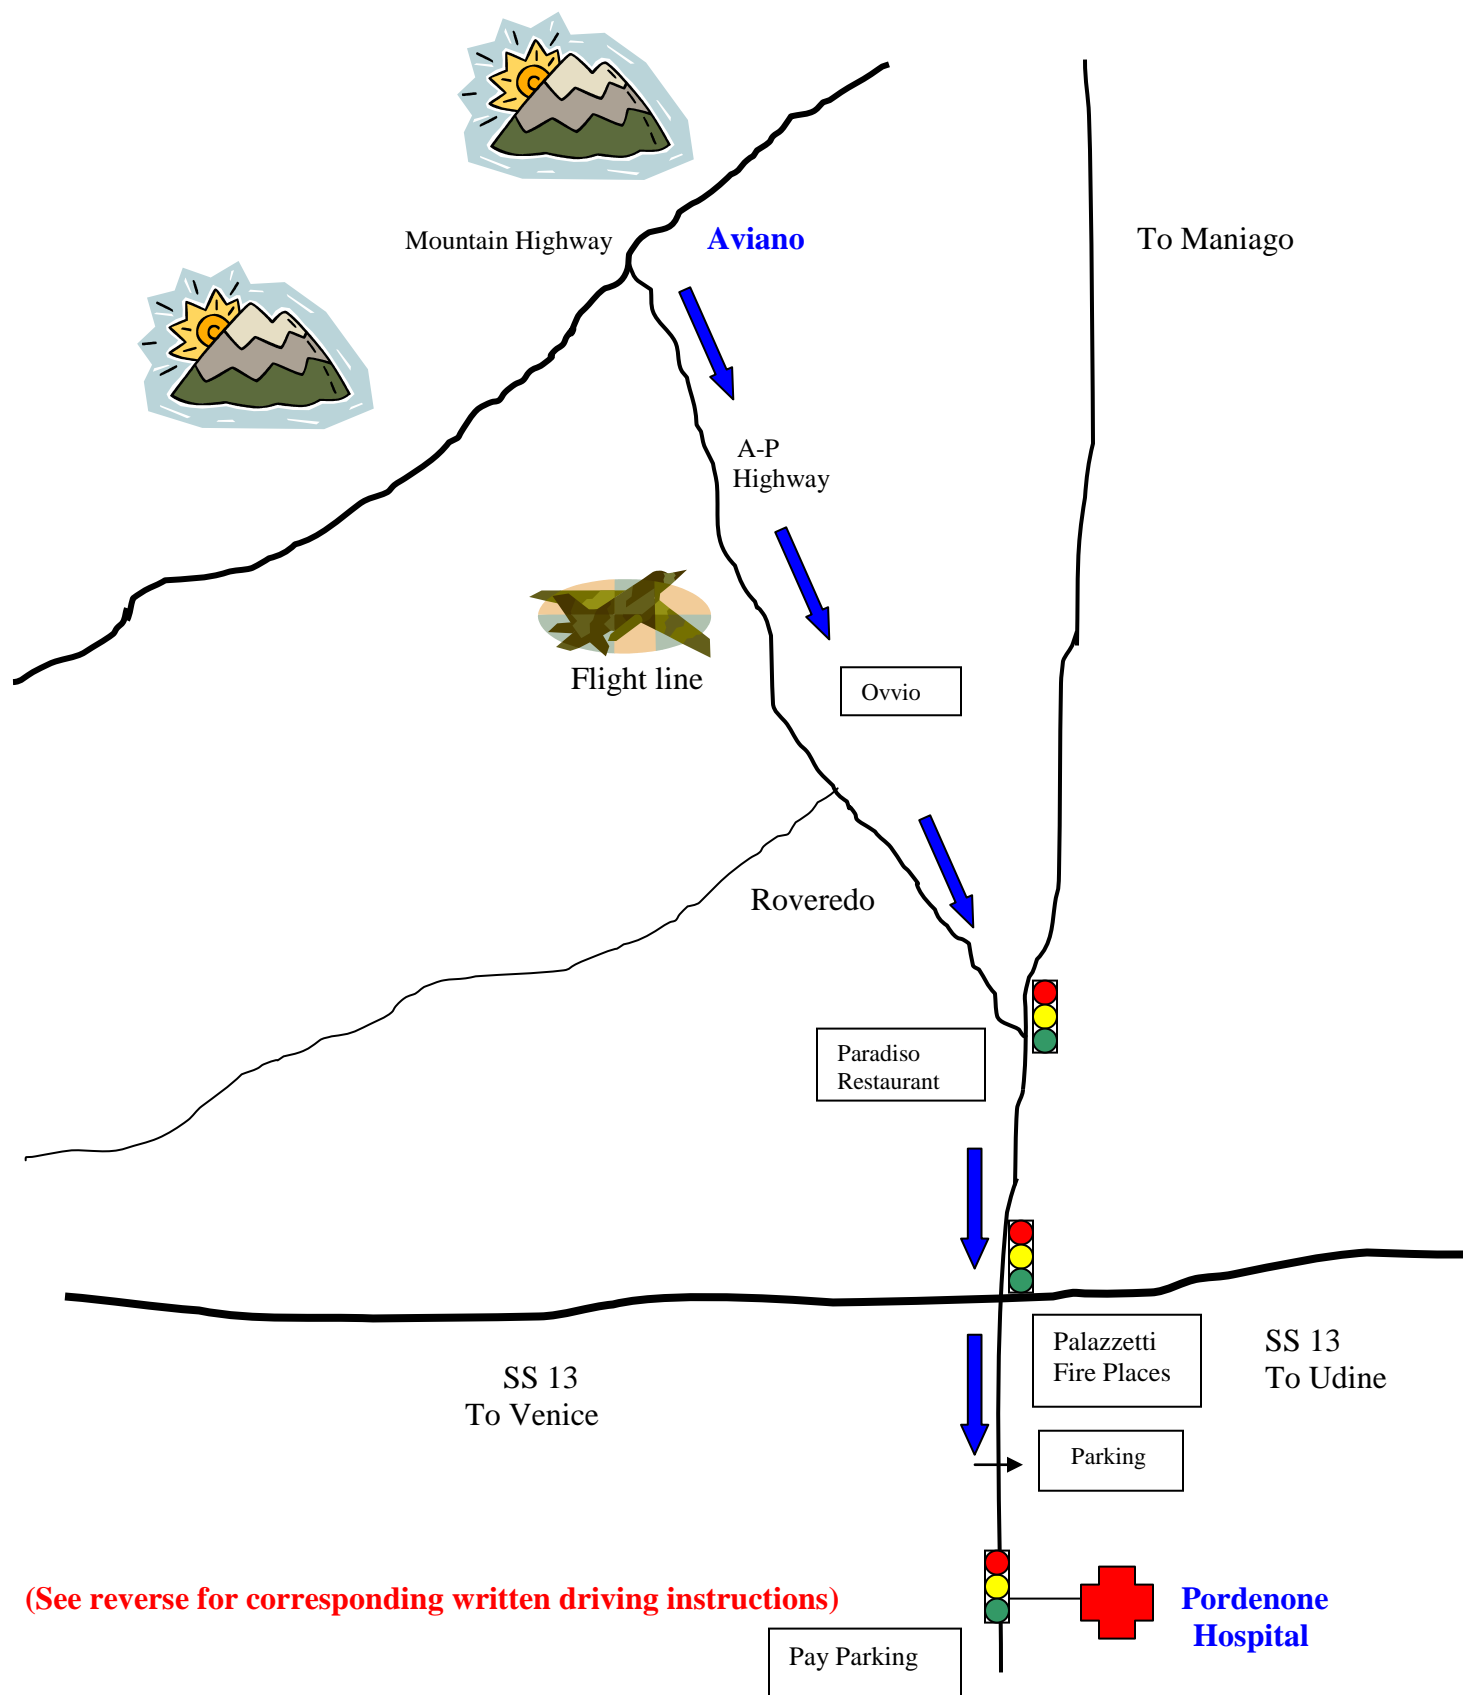 Mountain Highway
Aviano
To Maniago
A-P
Highway
Flight line
Ovvio
Roveredo
Paradiso
Restaurant
Palazzetti
Fire Places
SS 13
To Udine
SS 13
To Venice
Parking
(See reverse for corresponding written driving instructions)
Pordenone
Hospital
Pay Parking